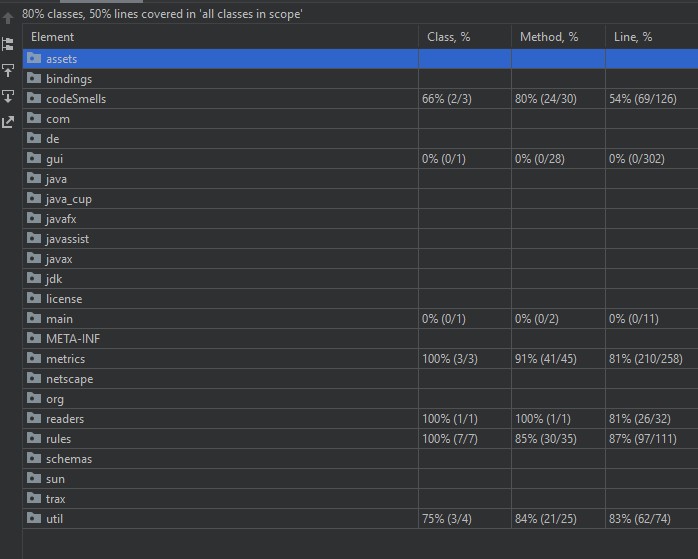 80% classes, 50% lines covered in 'all classes in scope'
Element Class, % Method, % Line, %
assets
bindings
codeSmells 66% (2/3) 80% (24/30) 54% (69/126)
com
de
gui 0% (0/1) 0% (0/28) 0% (0/302)
java
java_cup
javafx
javassist
javax
jdk
license
main 0% (0/1) 0% (0/2) 0% (0/11)
META-INF
metrics 100% (3/3) 91% (41/45) 81% (210/258)
netscape
org
readers 100% (1/1) 100% (1/1) 81% (26/32)
rules 100% (7/7) 85% (30/35) 87% (97/111)
schemas
sun
trax
util 75% (3/4) 84% (21/25) 83% (62/74)